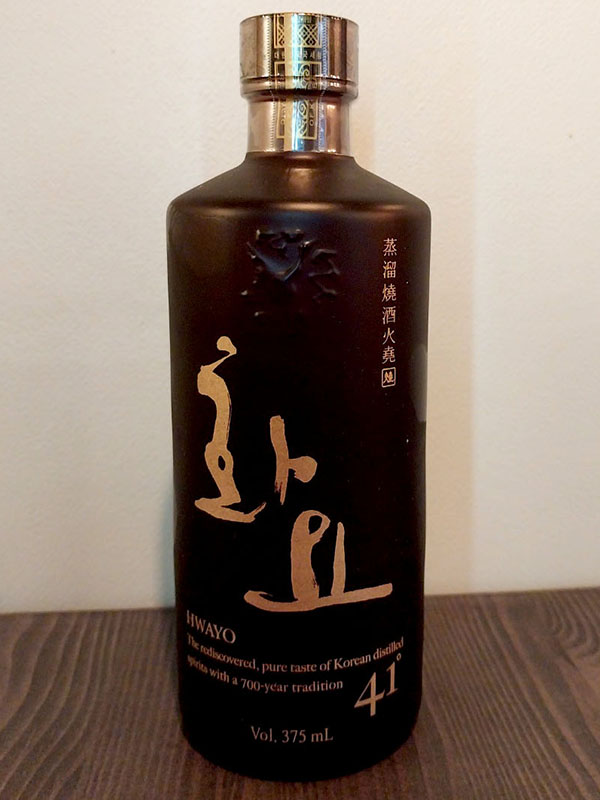 蒸溜燒酒火堯
화요
HWAYO
The rediscovered, pure taste of Korean distilled
spirits with a 700-year tradition
41°
Vol. 375 mL